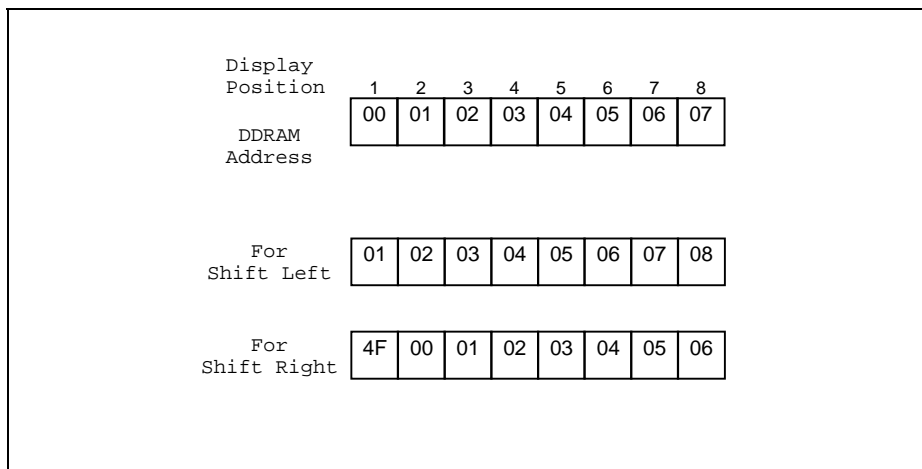 Display
Position 1 2 3 4 5 6 7 8
00 01 02 03 04 05 06 07
DDRAM
Address
For
Shift Left 01 02 03 04 05 06 07 08
For
Shift Right 4F 00 01 02 03 04 05 06